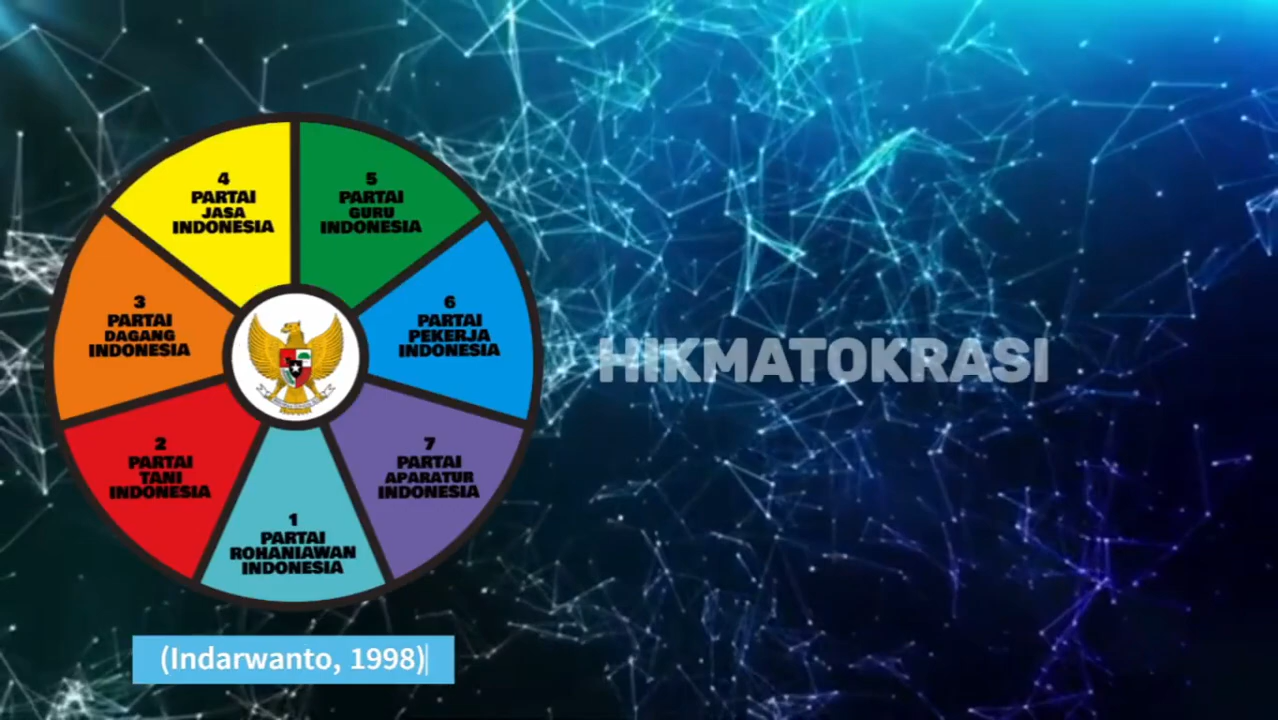 4
PARTAI
JASA
INDONESIA
5
PARTAI
GURU
INDONESIA
3
PARTAI
DAGANG
INDONESIA
6
PARTAI
PEKERJA
INDONESIA
HIKMATOKRASI
2
PARTAI
TANI
INDONESIA
7
PARTAI
APARATUR
INDONESIA
1
PARTAI
ROHANIAWAN
INDONESIA
(Indarwanto, 1998)